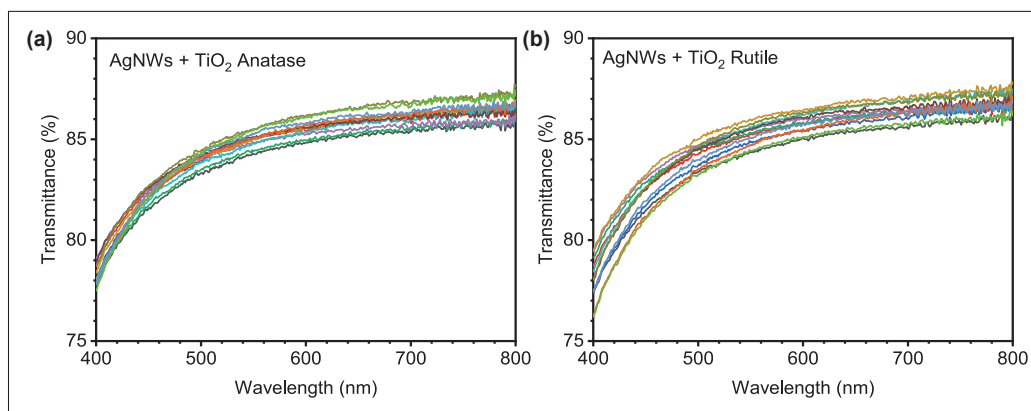 (a)
AgNWs + TiO₂ Anatase
Transmittance (%)
90
85
80
75
400 500 600 700 800
Wavelength (nm)
(b)
AgNWs + TiO₂ Rutile
Transmittance (%)
90
85
80
75
400 500 600 700 800
Wavelength (nm)